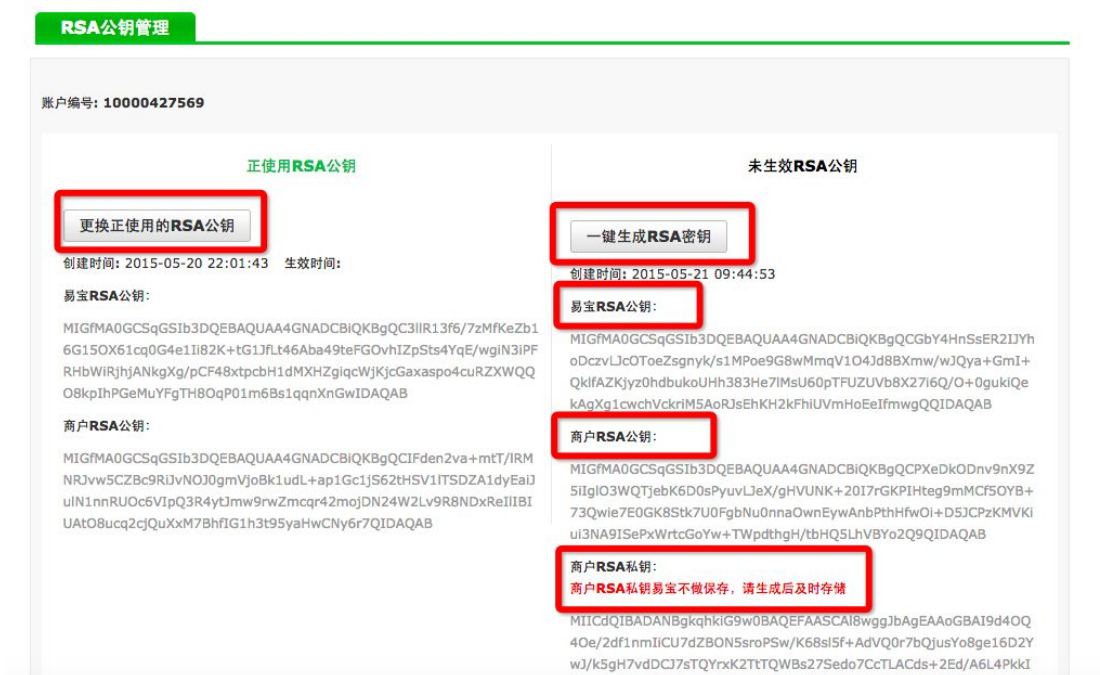 RSA公钥管理
账户编号: 10000427569
正使用RSA公钥
更换正使用的RSA公钥
创建时间: 2015-05-20 22:01:43 生效时间:
易宝RSA公钥:
MIGfMA0GCSqGSIb3DQEBAQUAA4GNADCBiQKBgQC3llR13f6/7zMfKeZb1
6G15OX61cq0G4e1Ii82K+tG1JfLt46Aba49teFGOvhIZpSts4YqE/wgiN3iPF
RHbWiRjhjANkgXg/pCF48xtpcbH1dMXHZgiqcWjKjcGaxaspo4cuRZXWQQ
O8kpIhPGeMuYFgTH8OqP01m6Bs1qqnXnGwIDAQAB
商户RSA公钥:
MIGfMA0GCSqGSIb3DQEBAQUAA4GNADCBiQKBgQCIFden2va+mtT/lRM
NRJvw5CZBc9RiJvNOJ0gmVjoBk1udL+ap1Gc1jS62tHSV1lTSDZA1dyEaiJ
ulN1nnRUOc6VIpQ3R4ytJmw9rwZmcqr42mojDN24W2Lv9R8NDxReIlIBI
UAtO8ucq2cjQuXxM7BhfIG1h3t95yaHwCNy6r7QIDAQAB
未生效RSA公钥
一键生成RSA密钥
创建时间: 2015-05-21 09:44:53
易宝RSA公钥:
MIGfMA0GCSqGSIb3DQEBAQUAA4GNADCBiQKBgQCGbY4HnSsER2IJYh
oDczvLJcOToeZsgnyk/s1MPoe9G8wMmqV1O4Jd8BXmw/wJQya+GmI+
QklfAZKjyz0hdbukoUHh383He7lMsU60pTFUZUVb8X27i6Q/O+0gukiQe
kAgXg1cwchVckriM5AoRJsEhKH2kFhiUVmHoEeIfmwgQQIDAQAB
商户RSA公钥:
MIGfMA0GCSqGSIb3DQEBAQUAA4GNADCBiQKBgQCPXeDkODnv9nX9Z
5iIglO3WQTjebK6D0sPyuvLJeX/gHVUNK+20I7rGKPIHteg9mMCf5OYB+
73Qwie7E0GK8Stk7U0FgbNu0nnaOwnEywAnbPthHfwOi+D5JCPzKMVKi
ui3NA9ISePxWrtcGoYw+TWpdthgH/tbHQ5LhVBYo2Q9QIDAQAB
商户RSA私钥:
商户RSA私钥易宝不做保存，请生成后及时存储
MIICdQIBADANBgkqhkiG9w0BAQEFAASCAl8wggJbAgEAAoGBAI9d4OQ
4Oe/2df1nmIiCU7dZBON5sroPSw/K68sl5f+AdVQ0r7bQjusYo8ge16D2Y
wJ/k5gH7vdDCJ7sTQYrxK2TtTQWBs27Sedo7CcTLACds+2Ed/A6L4PkkI